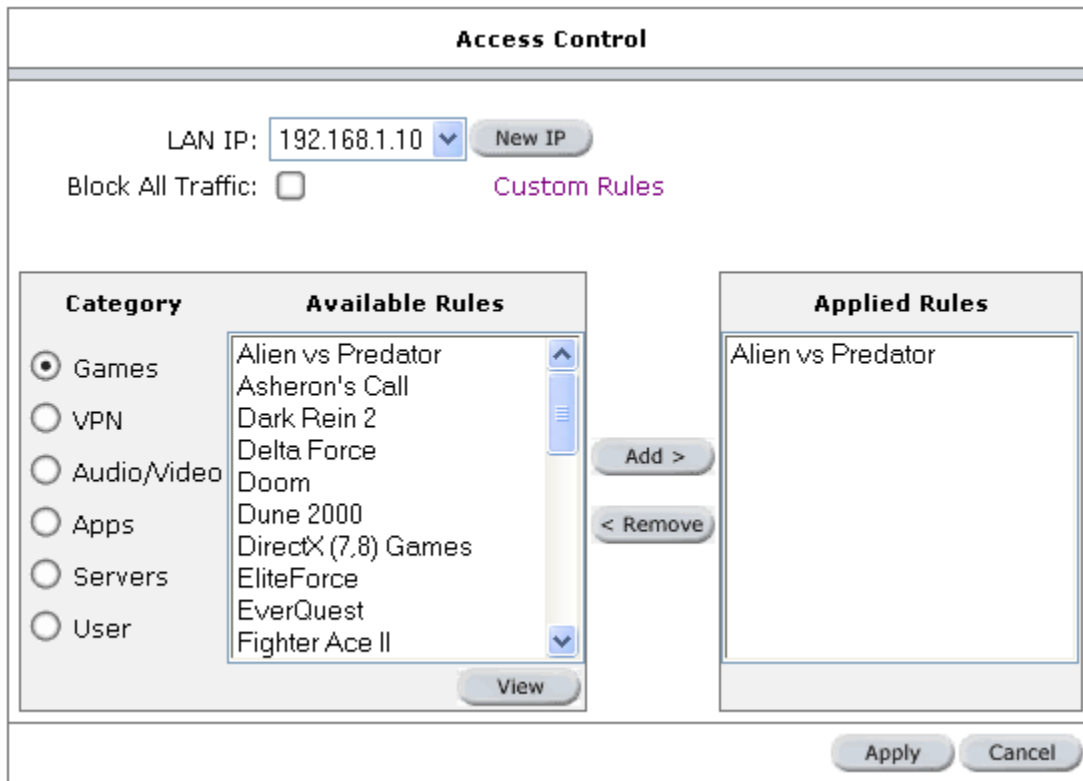 Access Control
LAN IP: 192.168.1.10 New IP
Block All Traffic: Custom Rules
Category Available Rules Applied Rules
Games
VPN
Audio/Video
Apps
Servers
User
Alien vs Predator
Asheron's Call
Dark Rein 2
Delta Force
Doom
Dune 2000
DirectX (7,8) Games
EliteForce
EverQuest
Fighter Ace II
View
Add >
< Remove
Alien vs Predator
Apply Cancel